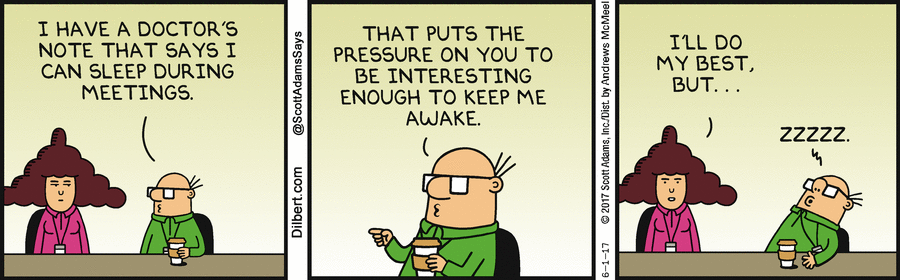 I HAVE A DOCTOR'S
NOTE THAT SAYS I
CAN SLEEP DURING
MEETINGS.
Dilbert.com @ScottAdamsSays
THAT PUTS THE
PRESSURE ON YOU TO
BE INTERESTING
ENOUGH TO KEEP ME
AWAKE.
6-1-17 © 2017 Scott Adams, Inc./Dist. by Andrews McMeel
I'LL DO
MY BEST,
BUT...
ZZZZZ.